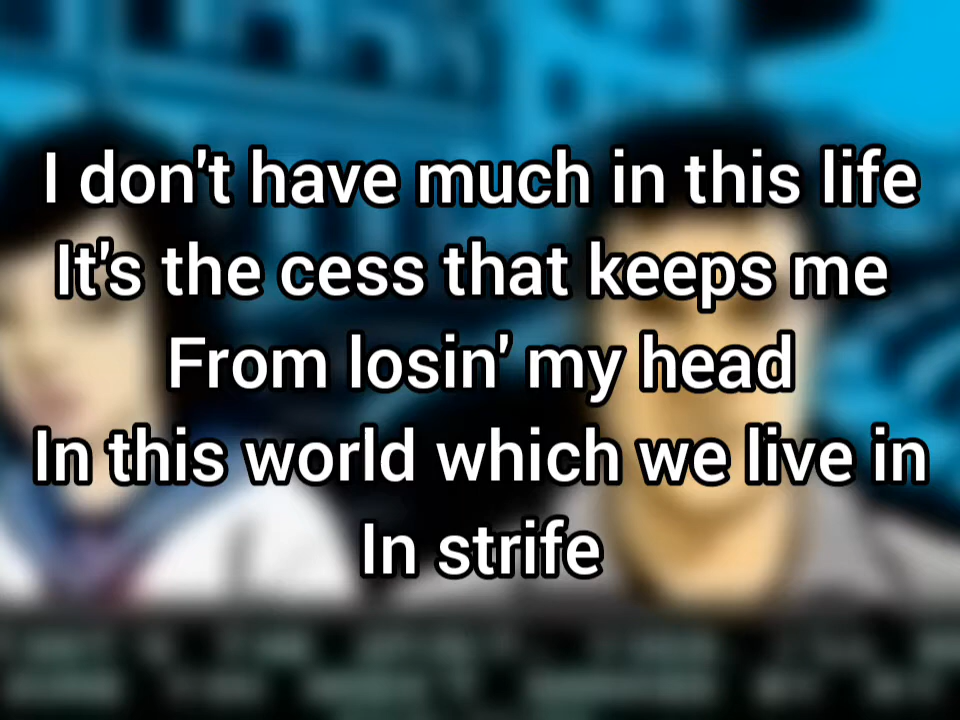 I don't have much in this life
It's the cess that keeps me
From losin' my head
In this world which we live in
In strife